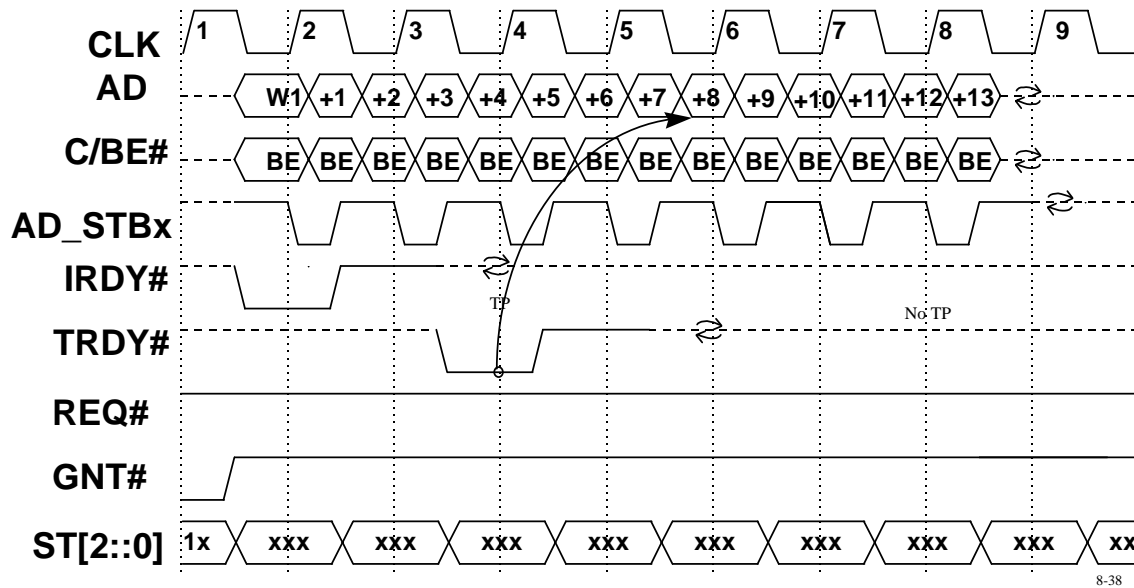 CLK 1 2 3 4 5 6 7 8 9
AD W1 +1 +2 +3 +4 +5 +6 +7 +8 +9 +10 +11 +12 +13
C/BE# BE BE BE BE BE BE BE BE BE BE BE BE BE BE
AD_STBx
IRDY#
TP
No TP
TRDY#
REQ#
GNT#
ST[2::0] 1x xxx xxx xxx xxx xxx xxx xxx xxx xx
8-38